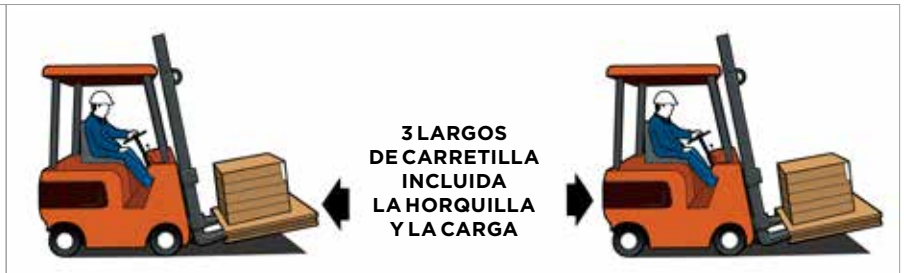 3 LARGOS
DE CARRETILLA
INCLUIDA
LA HORQUILLA
Y LA CARGA